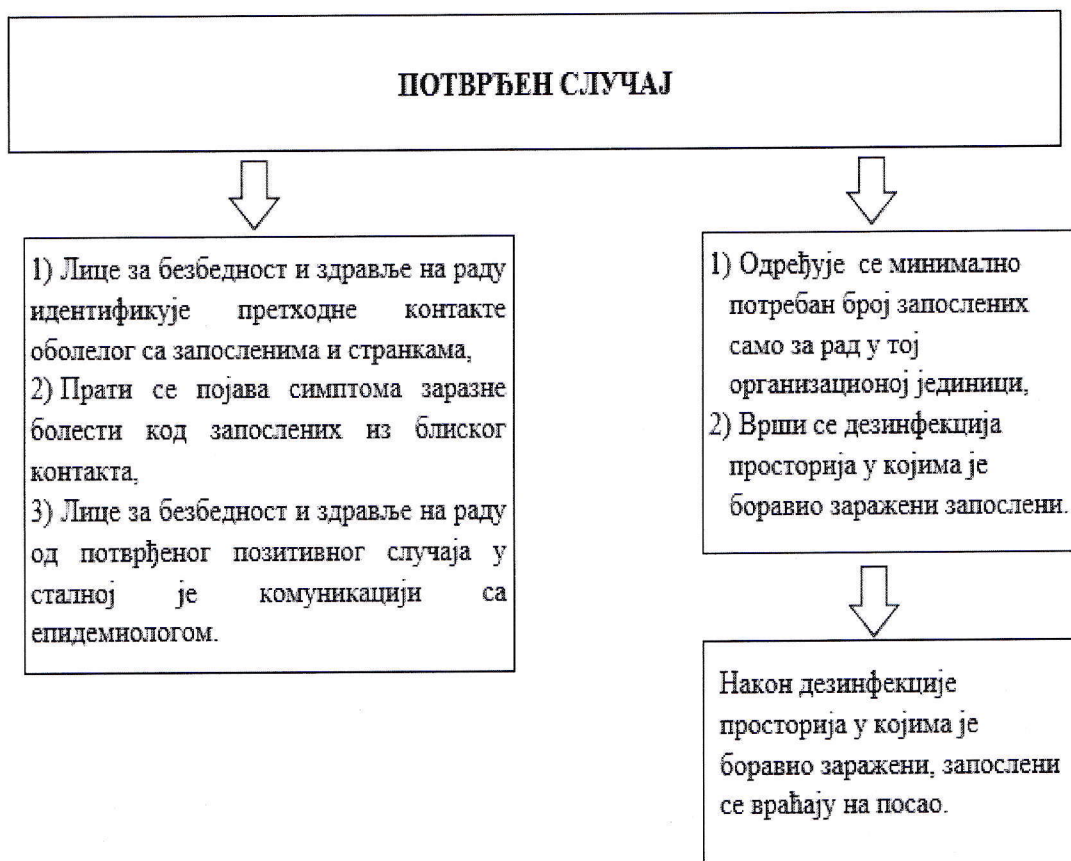 ПОТВРЂЕН СЛУЧАЈ
1) Лице за безбедност и здравље на раду
идентификује претходне контакте
оболелог са запосленима и странкама,
2) Прати се појава симптома заразне
болести код запослених из блиског
контакта,
3) Лице за безбедност и здравље на раду
од потврђеног позитивног случаја у
сталној је комуникацији са
епидемиологом.
1) Одређује се минимално
потребан број запослених
само за рад у тој
организационој јединици,
2) Врши се дезинфекција
просторија у којима је
боравио заражени запослени.
Након дезинфекције
просторија у којима је
боравио заражени, запослени
се враћају на посао.